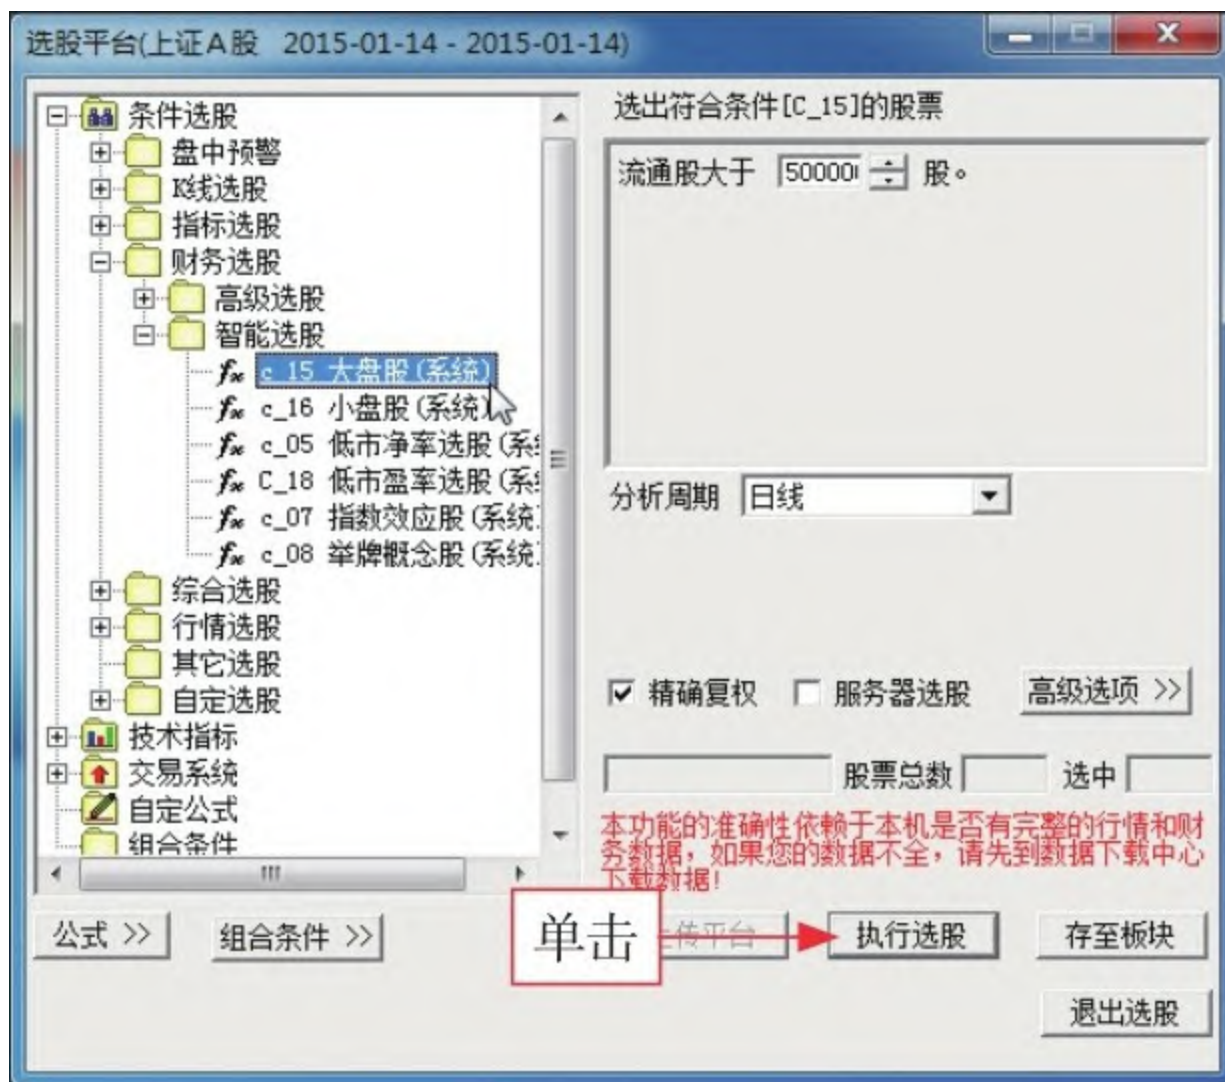 选股平台(上证A股 2015-01-14 - 2015-01-14)
条件选股
盘中预警
K线选股
指标选股
财务选股
高级选股
智能选股
c_15 大盘股(系统)
c_16 小盘股(系统)
c_05 低市净率选股(系
C_18 低市盈率选股(系
c_07 指数效应股(系统
c_08 举牌概念股(系统
综合选股
行情选股
其它选股
自定选股
技术指标
交易系统
自定公式
组合条件
公式 >>
组合条件 >>
选出符合条件[C_15]的股票
流通股大于 50000 股。
分析周期 日线
精确复权 服务器选股 高级选项 >>
股票总数 选中
本功能的准确性依赖于本机是否有完整的行情和财
务数据，如果您的数据不全，请先到数据下载中心
下载数据!
单击 上传平台 执行选股 存至板块
退出选股